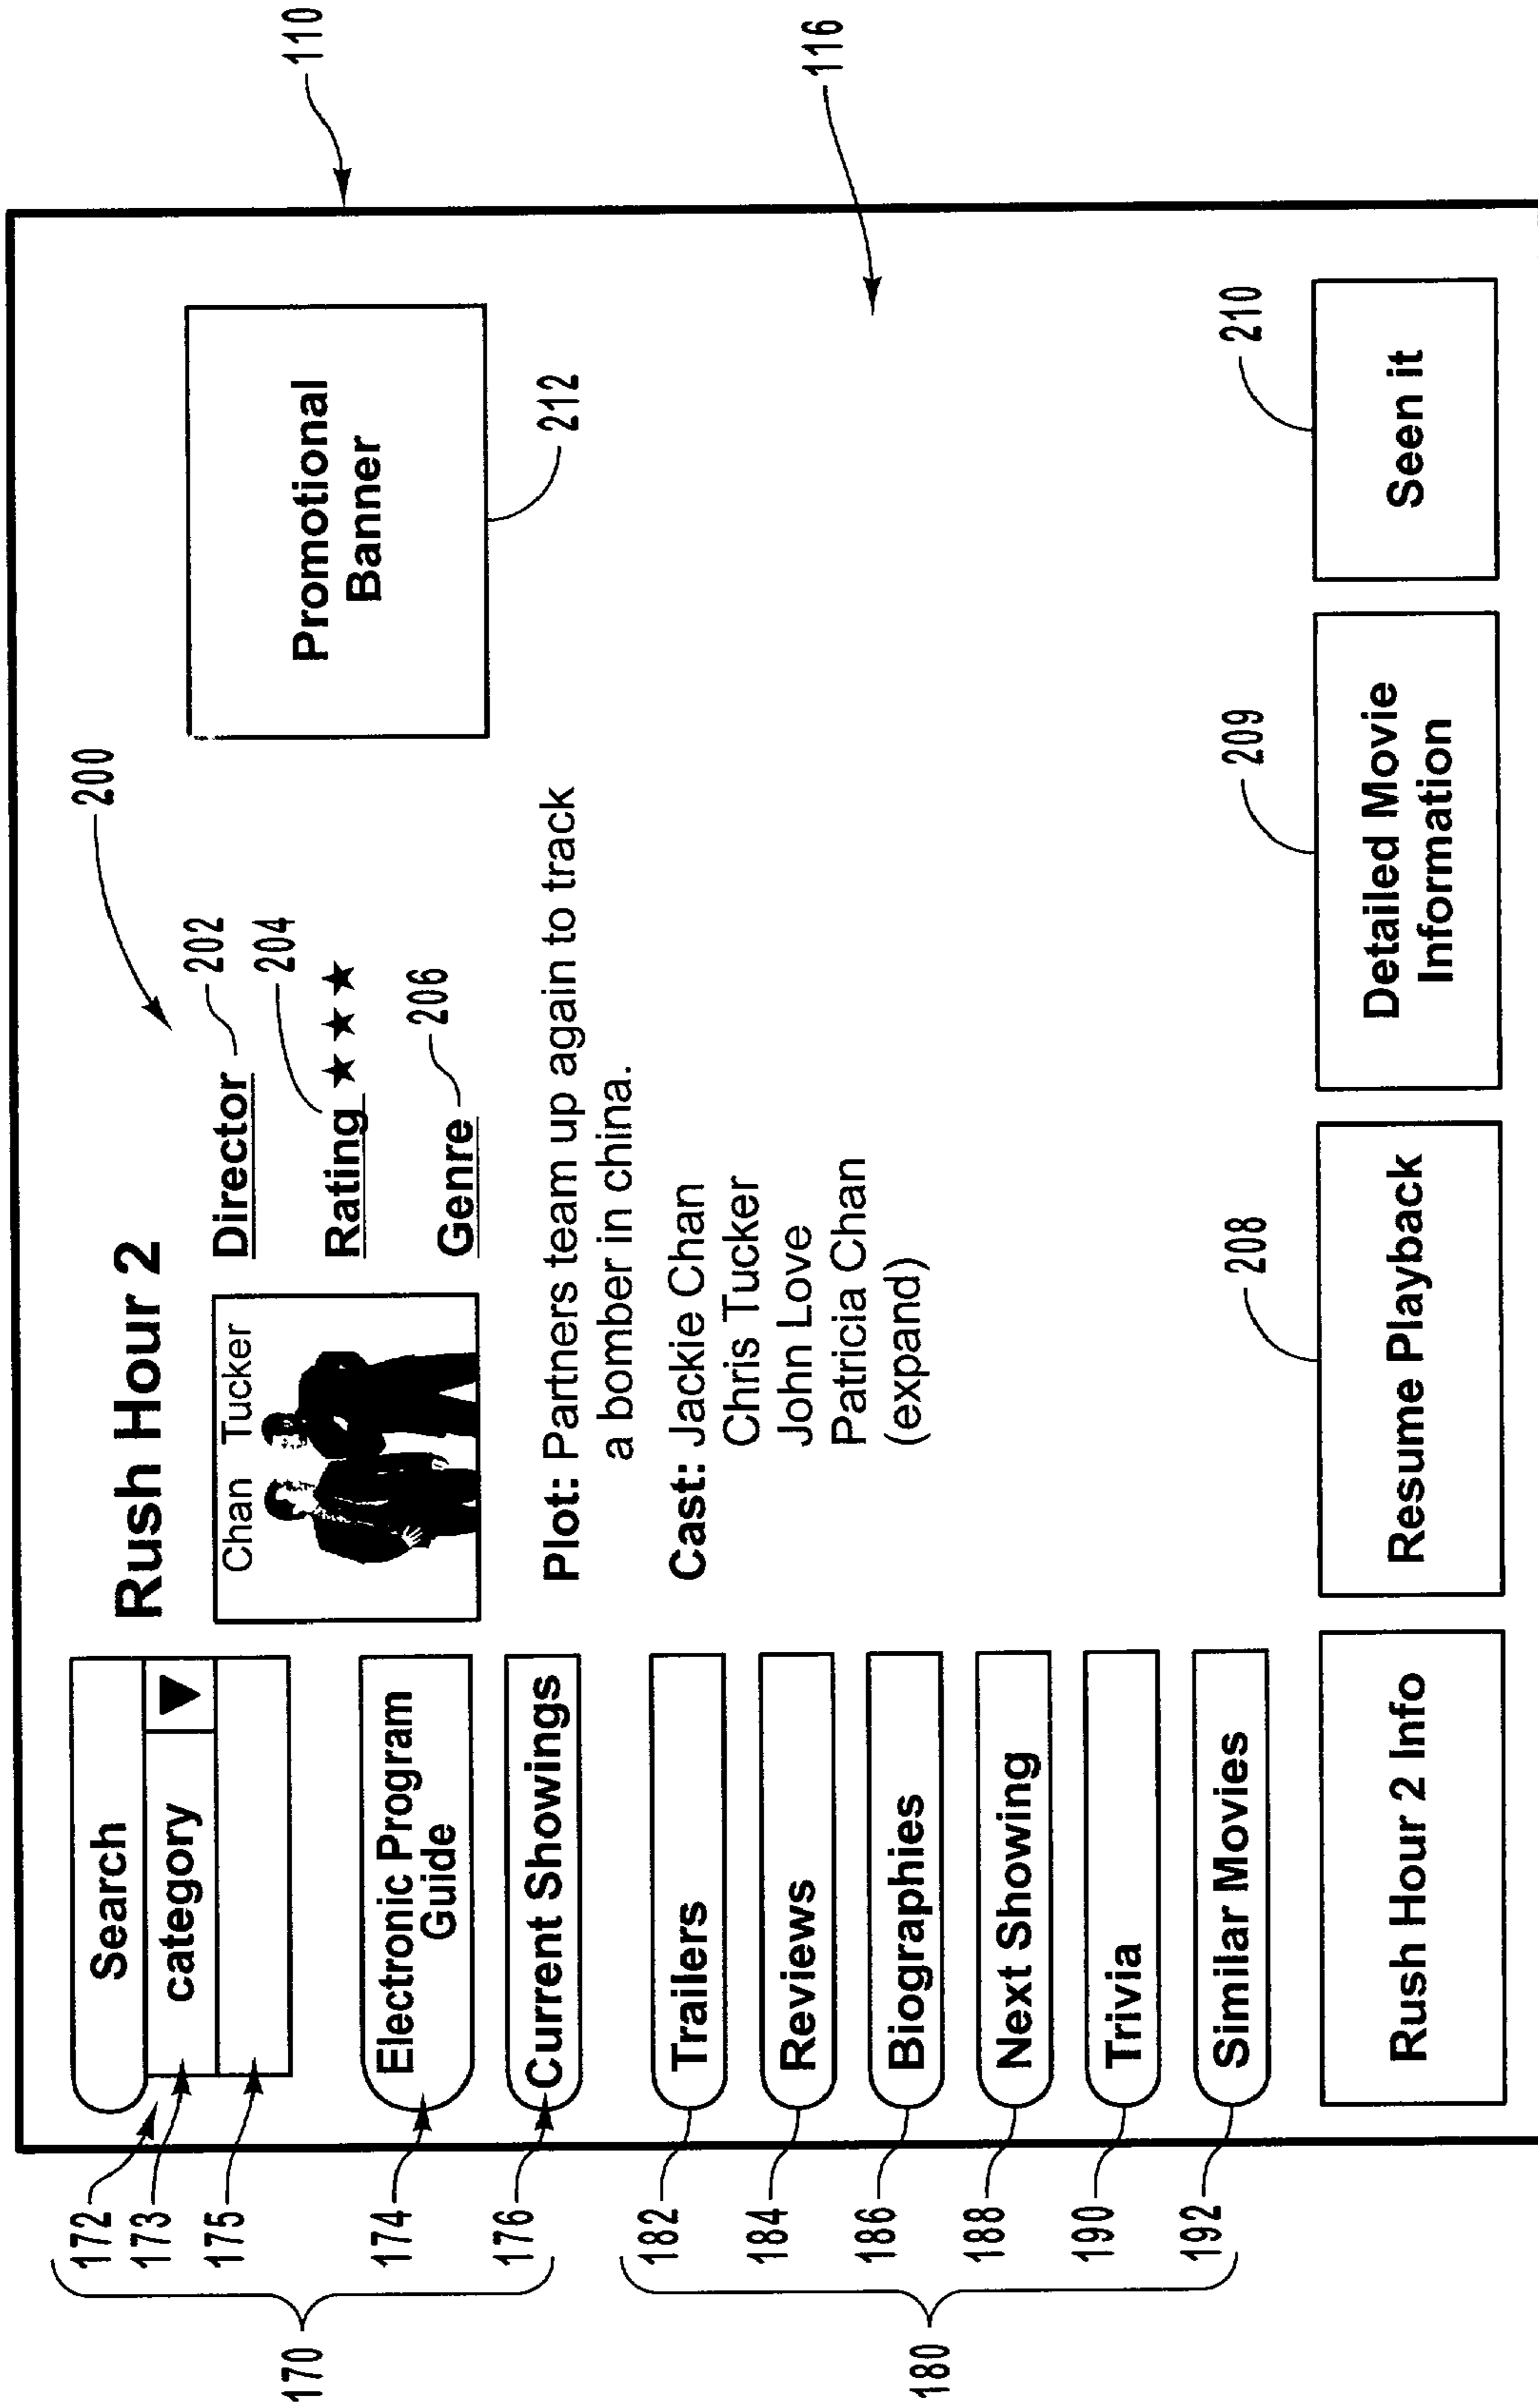 110
116
200
Rush Hour 2
Chan Tucker
Director
202
Rating ★★★
204
Genre
206
Promotional
Banner
212
Plot: Partners team up again to track
a bomber in china.
Cast: Jackie Chan
Chris Tucker
John Love
Patricia Chan
(expand)
170
172
173
175
174
176
Search
category
Electronic Program
Guide
Current Showings
180
182
Trailers
184
Reviews
186
Biographies
188
Next Showing
190
Trivia
192
Similar Movies
Rush Hour 2 Info
208
Resume Playback
209
Detailed Movie
Information
210
Seen it